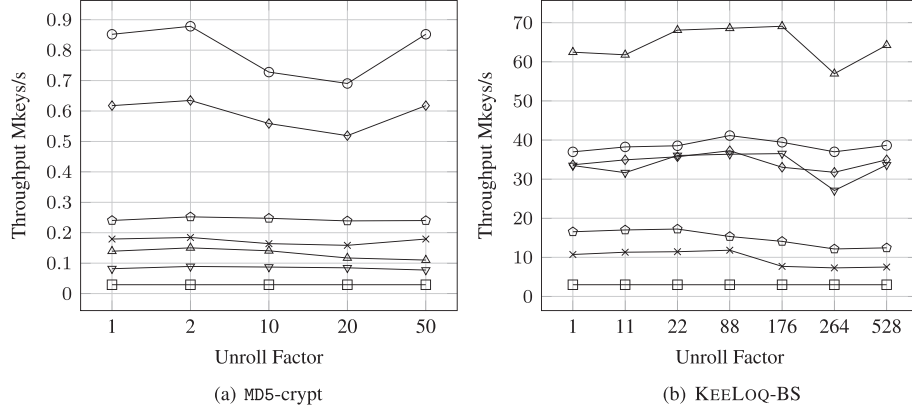 Throughput Mkeys/s
0.9
0.8
0.7
0.6
0.5
0.4
0.3
0.2
0.1
0
1 2 10 20 50
Unroll Factor
(a) MD5-crypt
Throughput Mkeys/s
70
60
50
40
30
20
10
0
1 11 22 88 176 264 528
Unroll Factor
(b) KEELOQ-BS